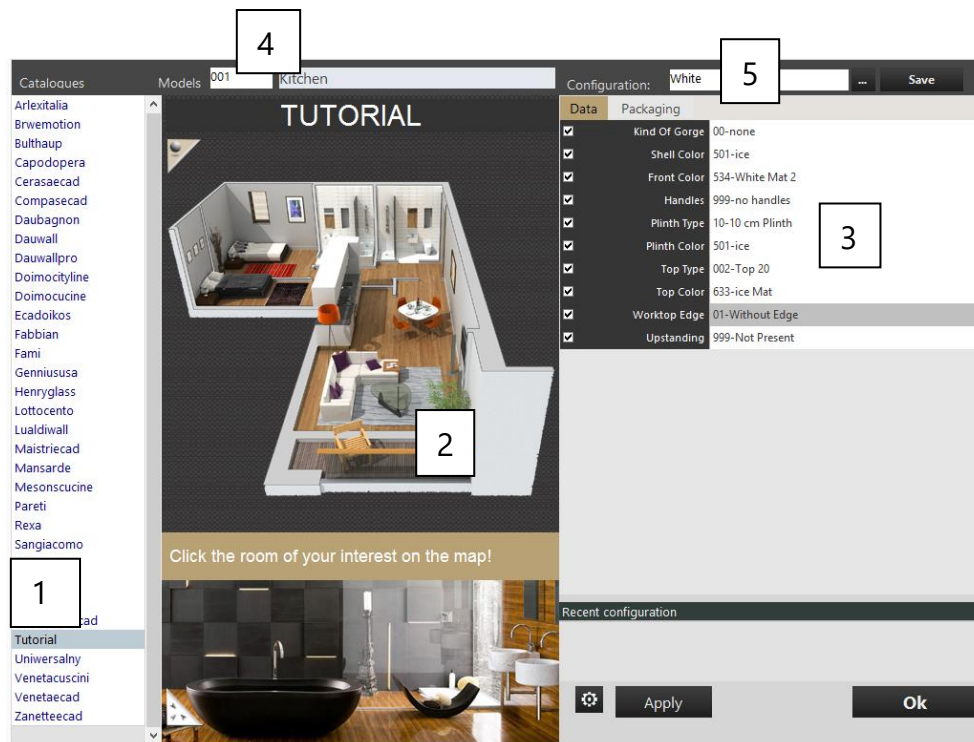 4
5
Catalogues
Models
001
Kitchen
Configuration:
White
...
Save
Arlexitalia
Brwemotion
Bulthaup
Capodopera
Cerasaecad
Compasecad
Daubagnon
Dauwall
Dauwallpro
Doimocityline
Doimocucine
Ecadoikos
Fabbian
Fami
Genniususa
Henryglass
Lottocento
Lualdiwall
Maistriecad
Mansarde
Mesonscucine
Pareti
Rexa
Sangiacomo
1
cad
Tutorial
Uniwersalny
Venetacuscini
Venetaecad
Zanetteecad
TUTORIAL
2
Click the room of your interest on the map!
Data Packaging
Kind Of Gorge 00-none
Shell Color 501-ice
Front Color 534-White Mat 2
Handles 999-no handles
Plinth Type 10-10 cm Plinth
Plinth Color 501-ice
Top Type 002-Top 20
Top Color 633-ice Mat
Worktop Edge 01-Without Edge
Upstanding 999-Not Present
3
Recent configuration
Apply
Ok